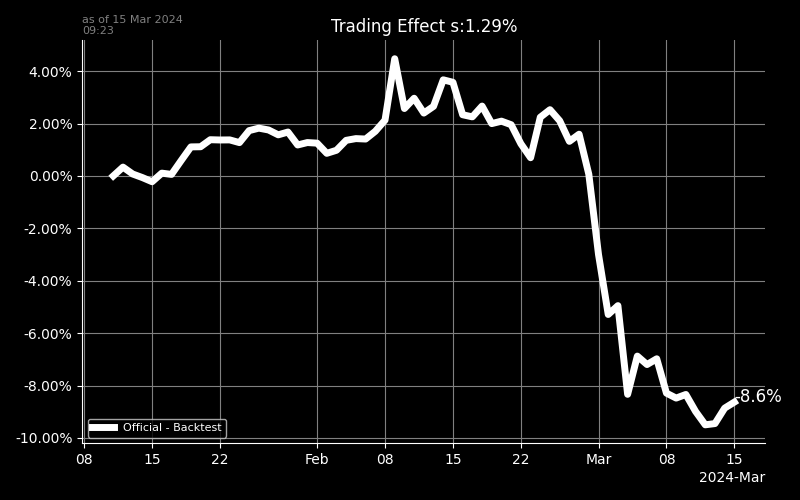 as of 15 Mar 2024
09:23
Trading Effect s:1.29%
4.00%
2.00%
0.00%
-2.00%
-4.00%
-6.00%
-8.00%
-10.00%
-8.6%
Official - Backtest
08 15 22 Feb 08 15 22 Mar 08 15
2024-Mar